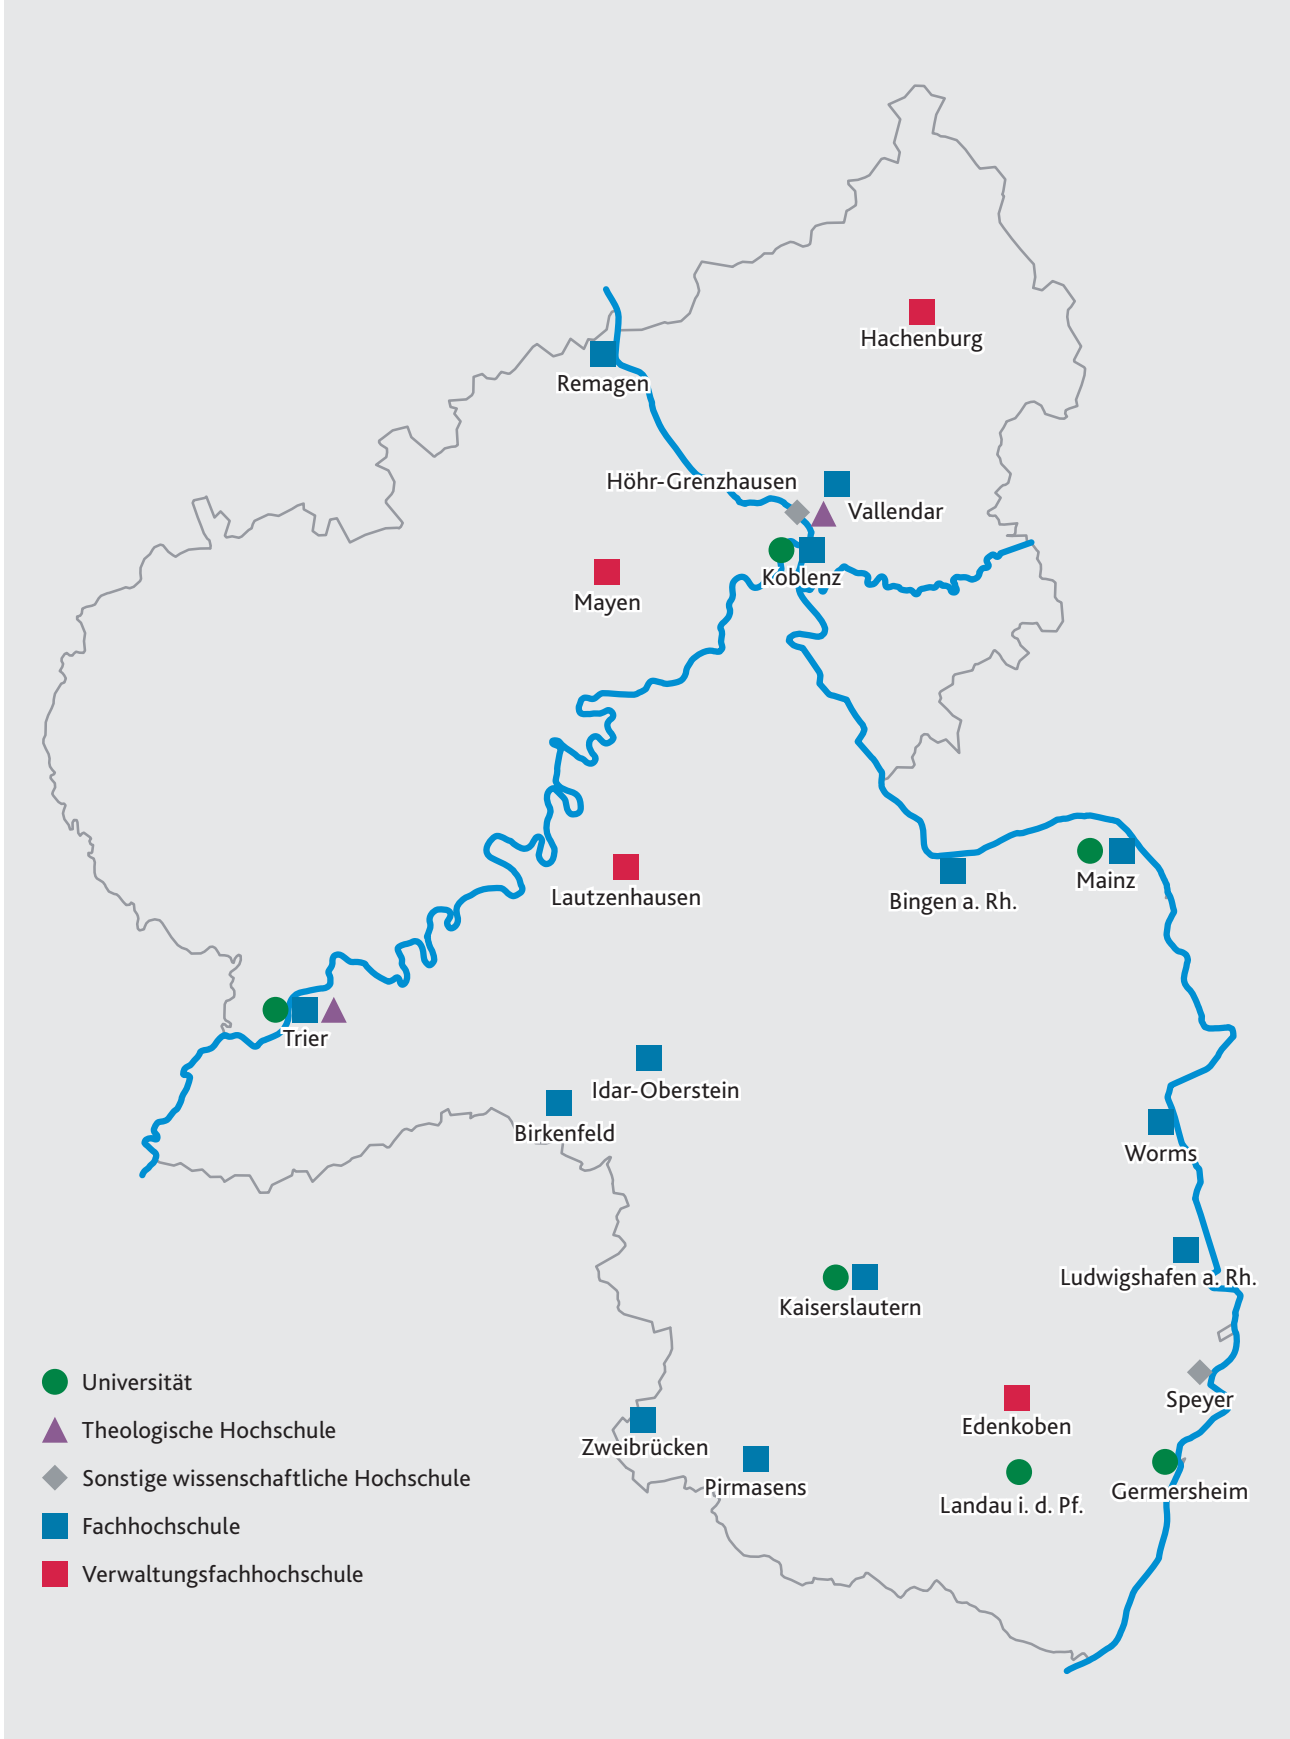 Hachenburg
Remagen
Höhr-Grenzhausen
Vallendar
Koblenz
Mayen
Lautzenhausen
Bingen a. Rh.
Mainz
Trier
Idar-Oberstein
Birkenfeld
Worms
Ludwigshafen a. Rh.
Kaiserslautern
Speyer
Edenkoben
Zweibrücken
Pirmasens
Landau i. d. Pf.
Germersheim
Universität
Theologische Hochschule
Sonstige wissenschaftliche Hochschule
Fachhochschule
Verwaltungsfachhochschule